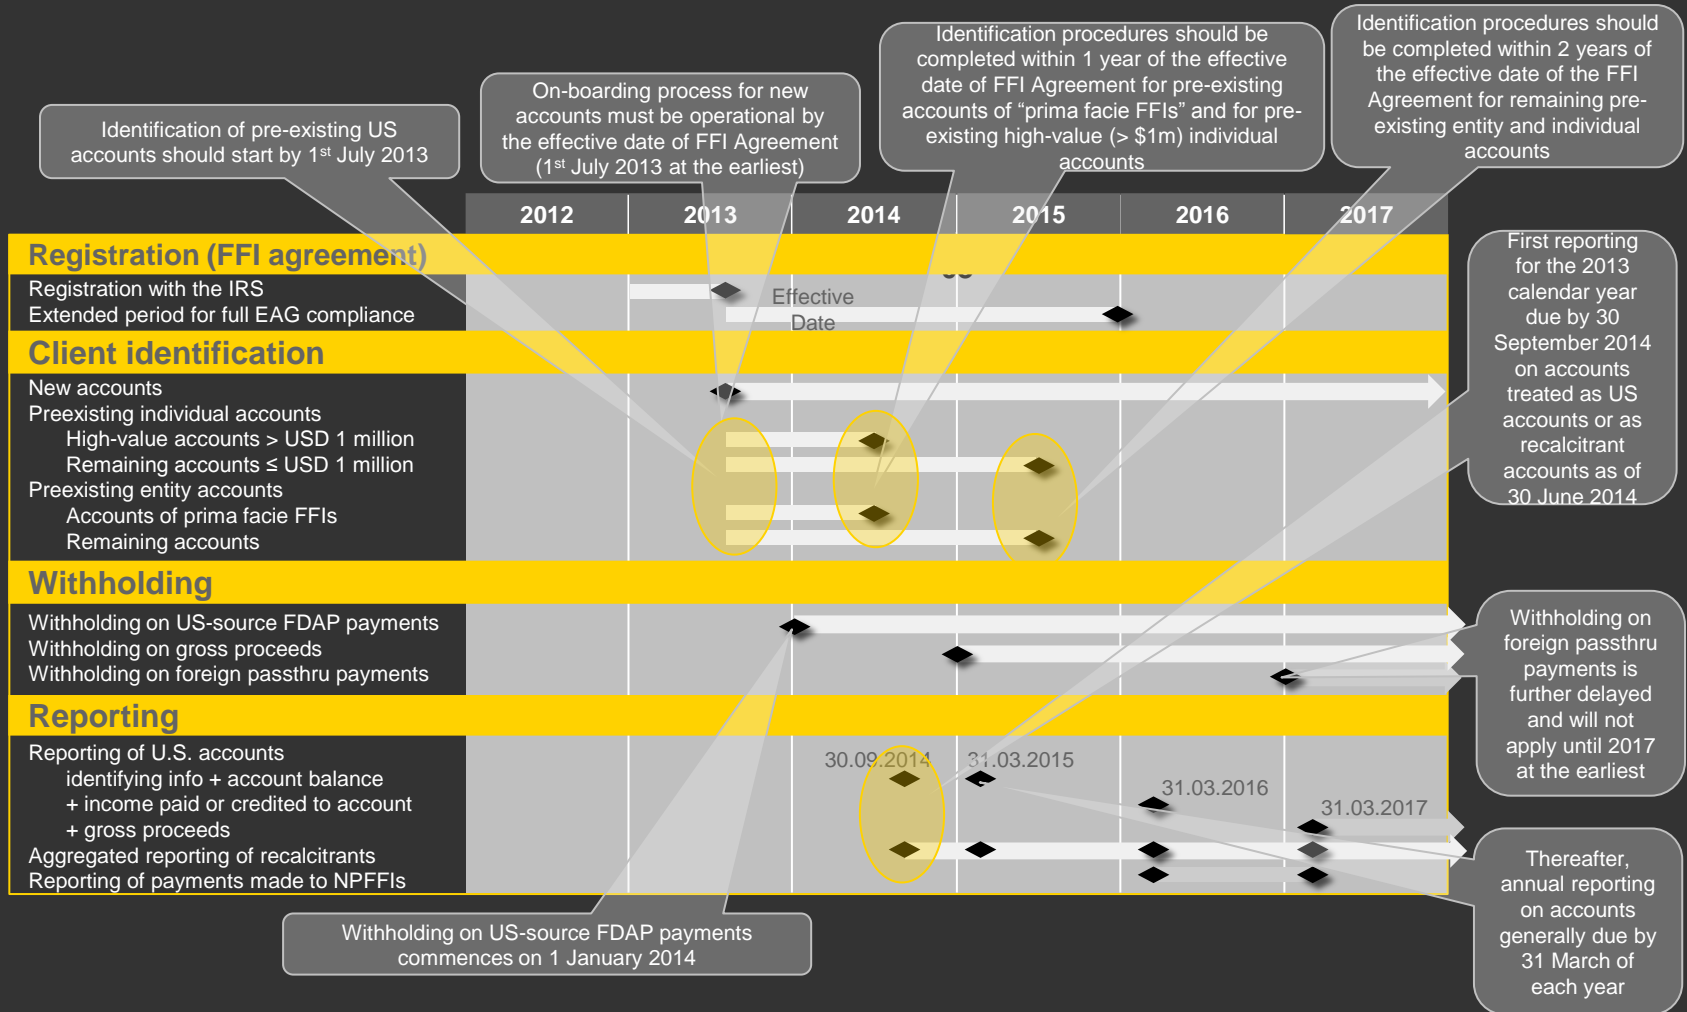 Identification of pre-existing US
accounts should start by 1st July 2013
On-boarding process for new
accounts must be operational by
the effective date of FFI Agreement
(1st July 2013 at the earliest)
Identification procedures should be
completed within 1 year of the effective
date of FFI Agreement for pre-existing
accounts of “prima facie FFIs” and for pre-
existing high-value (> $1m) individual
accounts
Identification procedures should
be completed within 2 years of
the effective date of the FFI
Agreement for remaining pre-
existing entity and individual
accounts
2012 2013 2014 2015 2016 2017
Registration (FFI agreement)
Registration with the IRS
Extended period for full EAG compliance
Effective
Date
Client identification
New accounts
Preexisting individual accounts
High-value accounts > USD 1 million
Remaining accounts ≤ USD 1 million
Preexisting entity accounts
Accounts of prima facie FFIs
Remaining accounts
First reporting
for the 2013
calendar year
due by 30
September 2014
on accounts
treated as US
accounts or as
recalcitrant
accounts as of
30 June 2014
Withholding
Withholding on US-source FDAP payments
Withholding on gross proceeds
Withholding on foreign passthru payments
Withholding on
foreign passthru
payments is
further delayed
and will not
apply until 2017
at the earliest
Reporting
Reporting of U.S. accounts
identifying info + account balance
+ income paid or credited to account
+ gross proceeds
Aggregated reporting of recalcitrants
Reporting of payments made to NPFFIs
30.09.2014
31.03.2015
31.03.2016
31.03.2017
Thereafter,
annual reporting
on accounts
generally due by
31 March of
each year
Withholding on US-source FDAP payments
commences on 1 January 2014